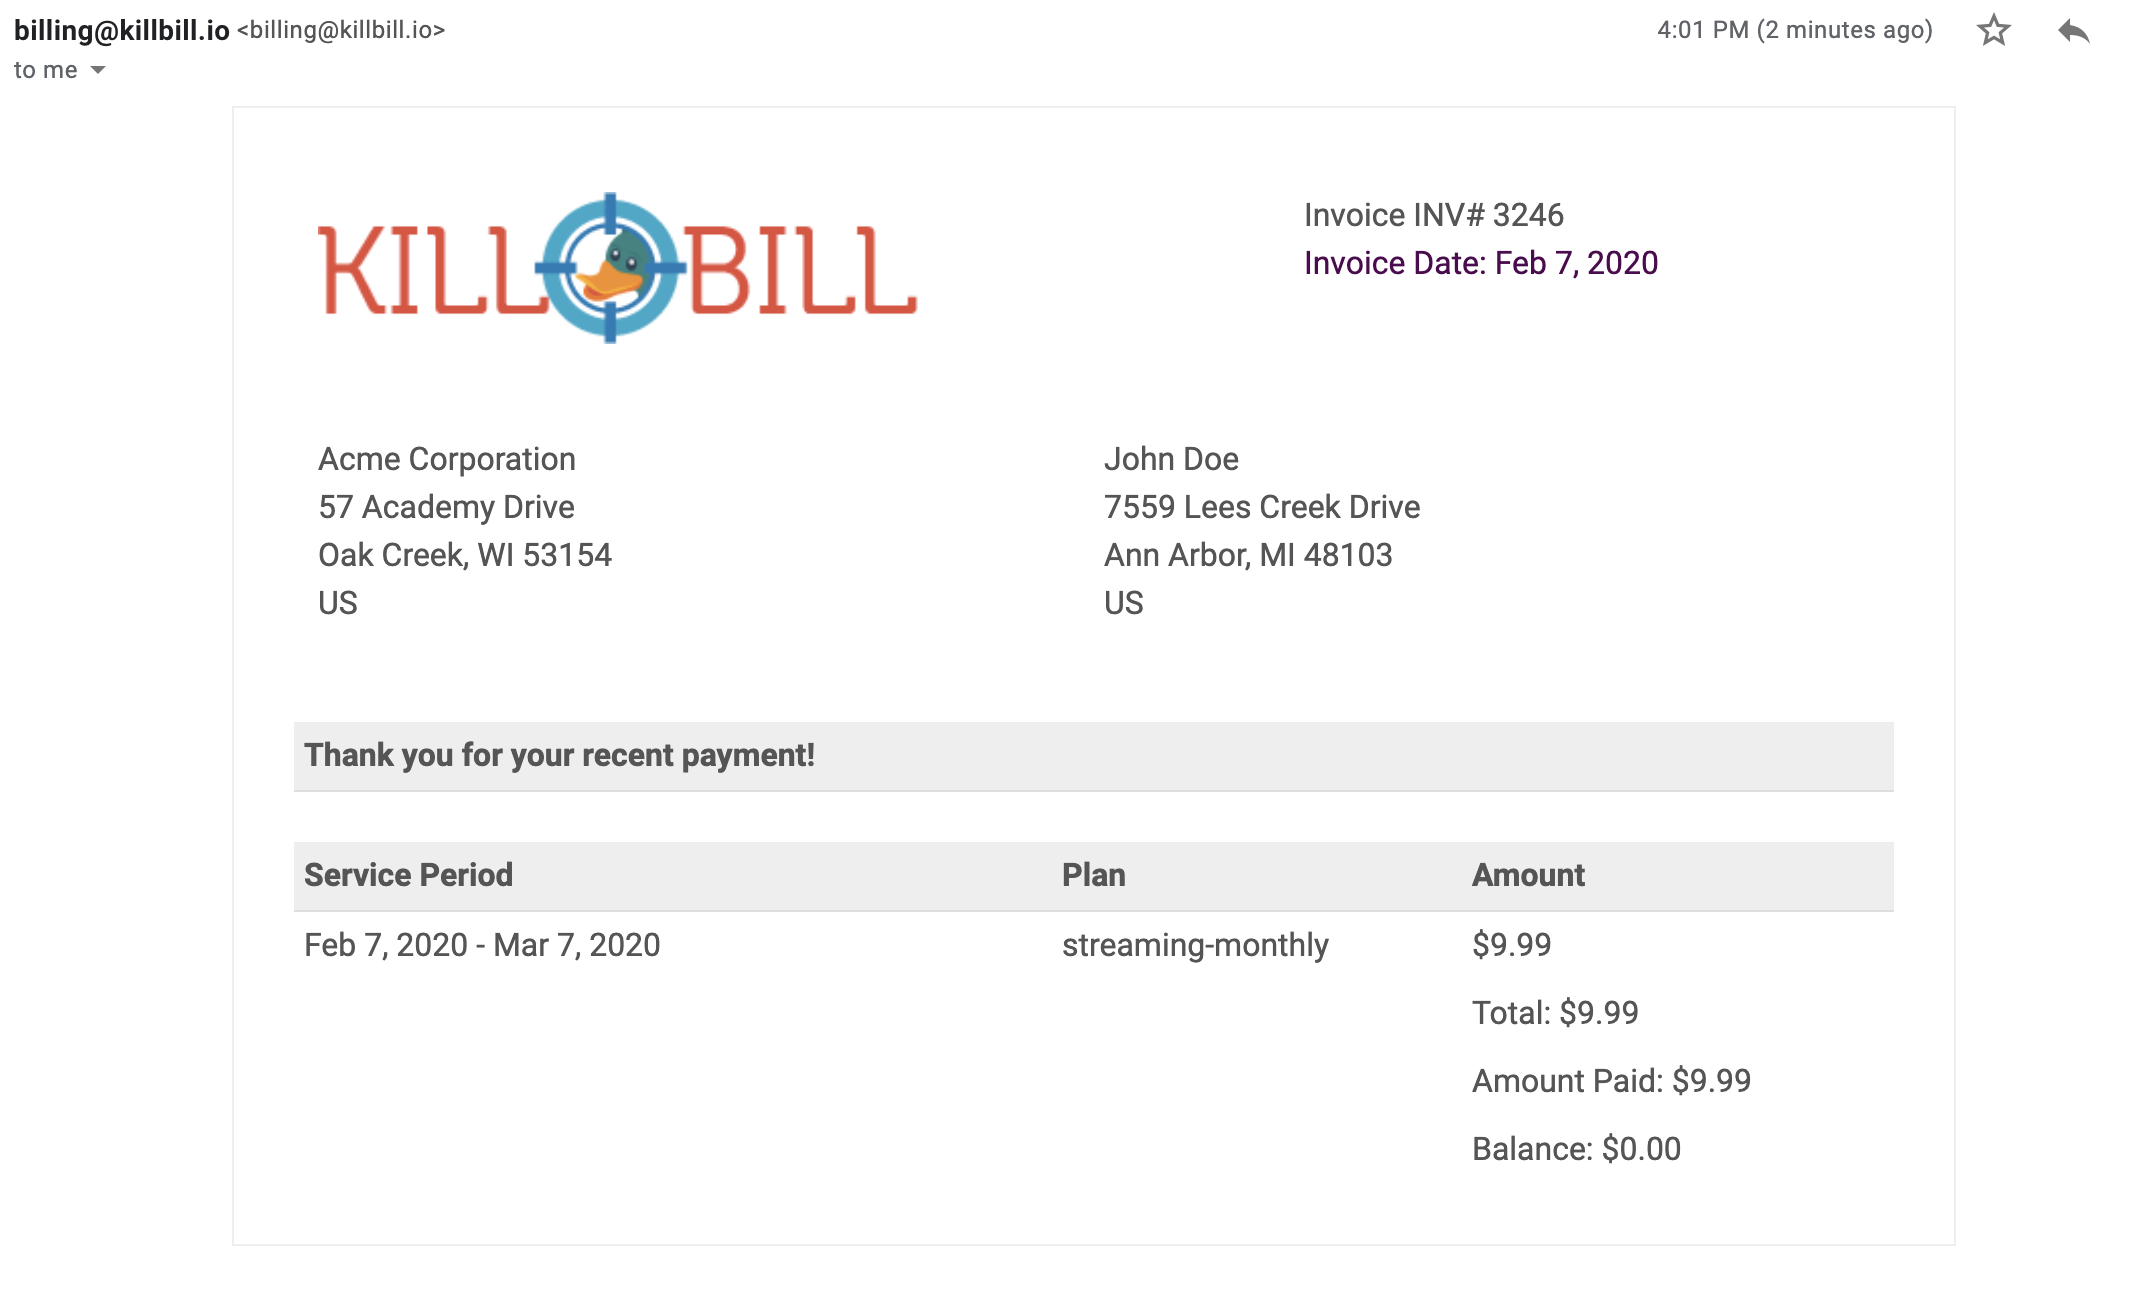 billing@killbill.io <billing@killbill.io>
4:01 PM (2 minutes ago)
to me
KILL BILL
Invoice INV# 3246
Invoice Date: Feb 7, 2020
Acme Corporation
57 Academy Drive
Oak Creek, WI 53154
US
John Doe
7559 Lees Creek Drive
Ann Arbor, MI 48103
US
Thank you for your recent payment!
Service Period Plan Amount
Feb 7, 2020 - Mar 7, 2020 streaming-monthly $9.99
Total: $9.99
Amount Paid: $9.99
Balance: $0.00